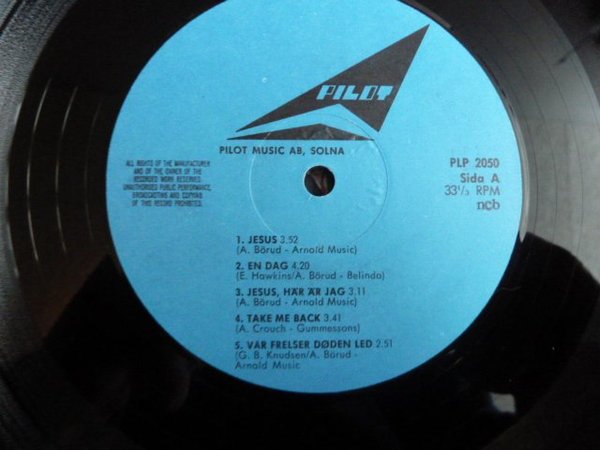 PILOT
PILOT MUSIC AB, SOLNA
ALL RIGHTS OF THE MANUFACTURER
AND OF THE OWNER OF THE
RECORDED WORK RESERVED.
UNAUTHORISED PUBLIC PERFORMANCE,
BROADCASTING AND COPYING
OF THIS RECORD PROHIBITED.
PLP 2050
Sida A
33⅓ RPM
ncb
1. JESUS 3.52
(A. Börud - Arnold Music)
2. EN DAG 4.20
(E. Hawkins/A. Börud - Belinda)
3. JESUS, HÄR ÄR JAG 3.11
(A. Börud - Arnold Music)
4. TAKE ME BACK 3.41
(A. Crouch - Gummessons)
5. VÅR FRELSER DØDEN LED 2.51
(G. B. Knudsen/A. Börud -
Arnold Music